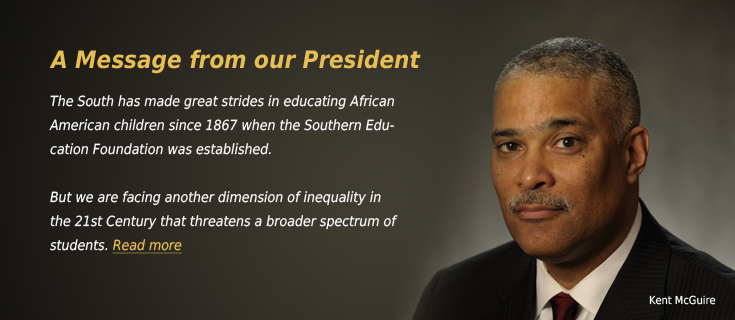 A Message from our President
The South has made great strides in educating African
American children since 1867 when the Southern Edu-
cation Foundation was established.
But we are facing another dimension of inequality in
the 21st Century that threatens a broader spectrum of
students. Read more
Kent McGuire